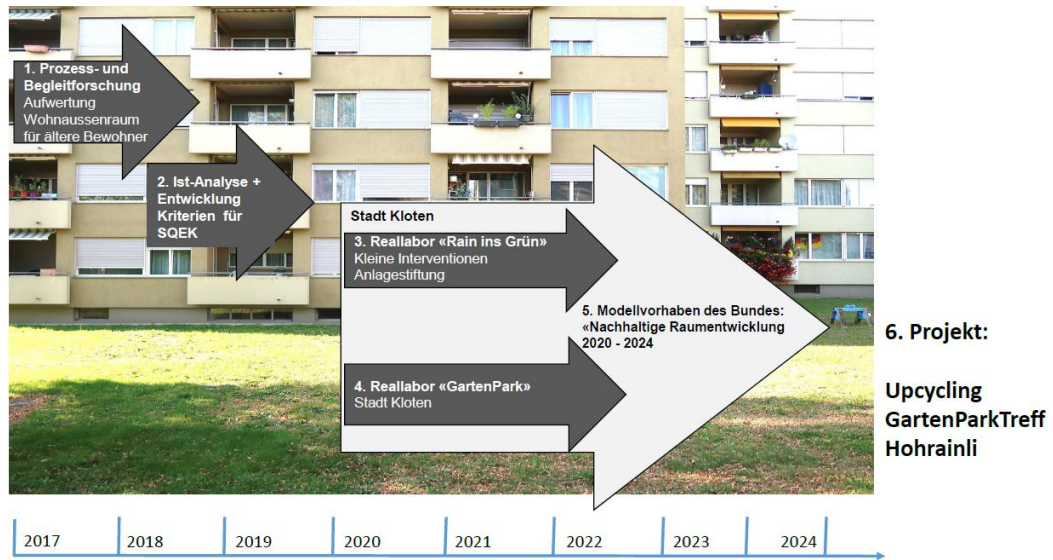 1. Prozess- und
Begleitforschung
Aufwertung
Wohnaussenraum
für ältere Bewohner
2. Ist-Analyse +
Entwicklung
Kriterien für
SQEK
Stadt Kloten
3. Reallabor «Rain ins Grün»
Kleine Interventionen
Anlagestiftung
5. Modellvorhaben des Bundes:
«Nachhaltige Raumentwicklung
2020 - 2024
4. Reallabor «GartenPark»
Stadt Kloten
6. Projekt:
Upcycling
GartenParkTreff
Hohrainli
2017 2018 2019 2020 2021 2022 2023 2024